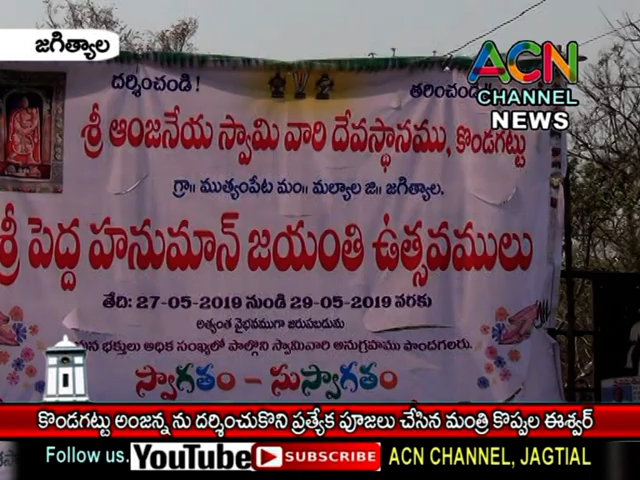 జగిత్యాల
ACN
CHANNEL
NEWS
దర్శించండి !
తరించండి
శ్రీ ఆంజనేయ స్వామి వారి దేవస్థానము, కొండగట్టు
గ్రా॥ ముత్యంపేట మం॥ మల్యాల జి॥ జగిత్యాల.
శ్రీ పెద్ద హనుమాన్ జయంతి ఉత్సవములు
తేది: 27-05-2019 నుండి 29-05-2019 వరకు
అత్యంత వైభవముగా జరుపబడును
భక్తులు అధిక సంఖ్యలో పాల్గొని స్వామివారి అనుగ్రహము పొందగలరు.
స్వాగతం - సుస్వాగతం
కొండగట్టు అంజన్న ను దర్శించుకొని ప్రత్యేక పూజలు చేసిన మంత్రి కొప్పుల ఈశ్వర్
Follow us. YouTube SUBSCRIBE ACN CHANNEL, JAGTIAL